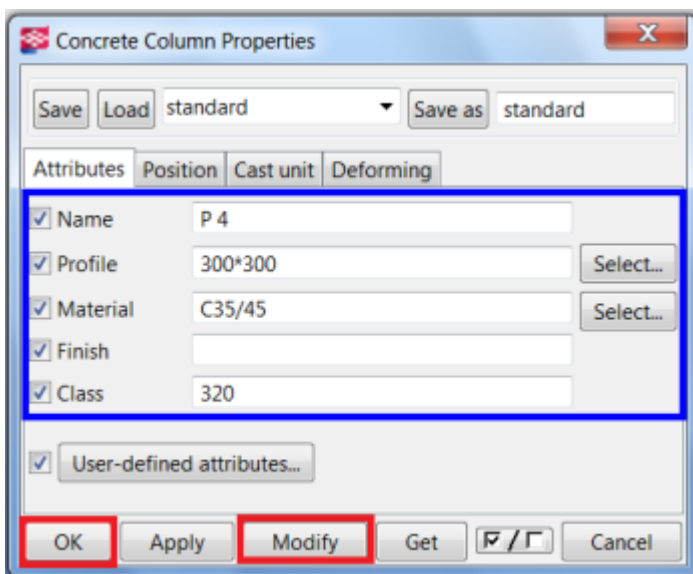 Concrete Column Properties
Save Load standard Save as standard
Attributes Position Cast unit Deforming
Name P 4
Profile 300*300 Select...
Material C35/45 Select...
Finish
Class 320
User-defined attributes...
OK Apply Modify Get / Cancel